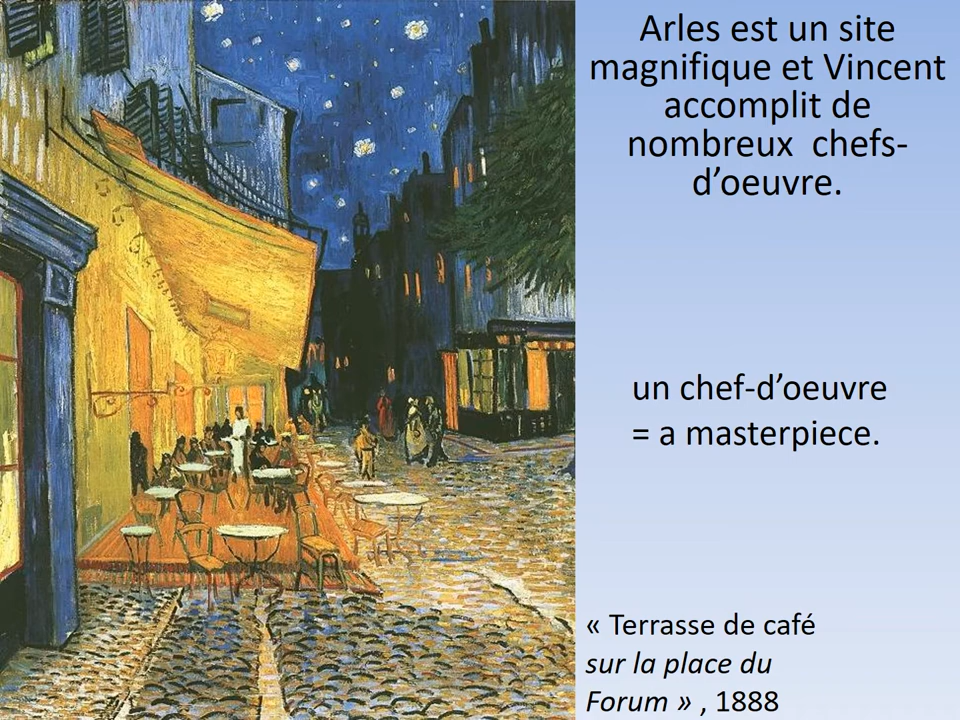 Arles est un site
magnifique et Vincent
accomplit de
nombreux chefs-
d’oeuvre.
un chef-d’oeuvre
= a masterpiece.
« Terrasse de café
sur la place du
Forum » , 1888